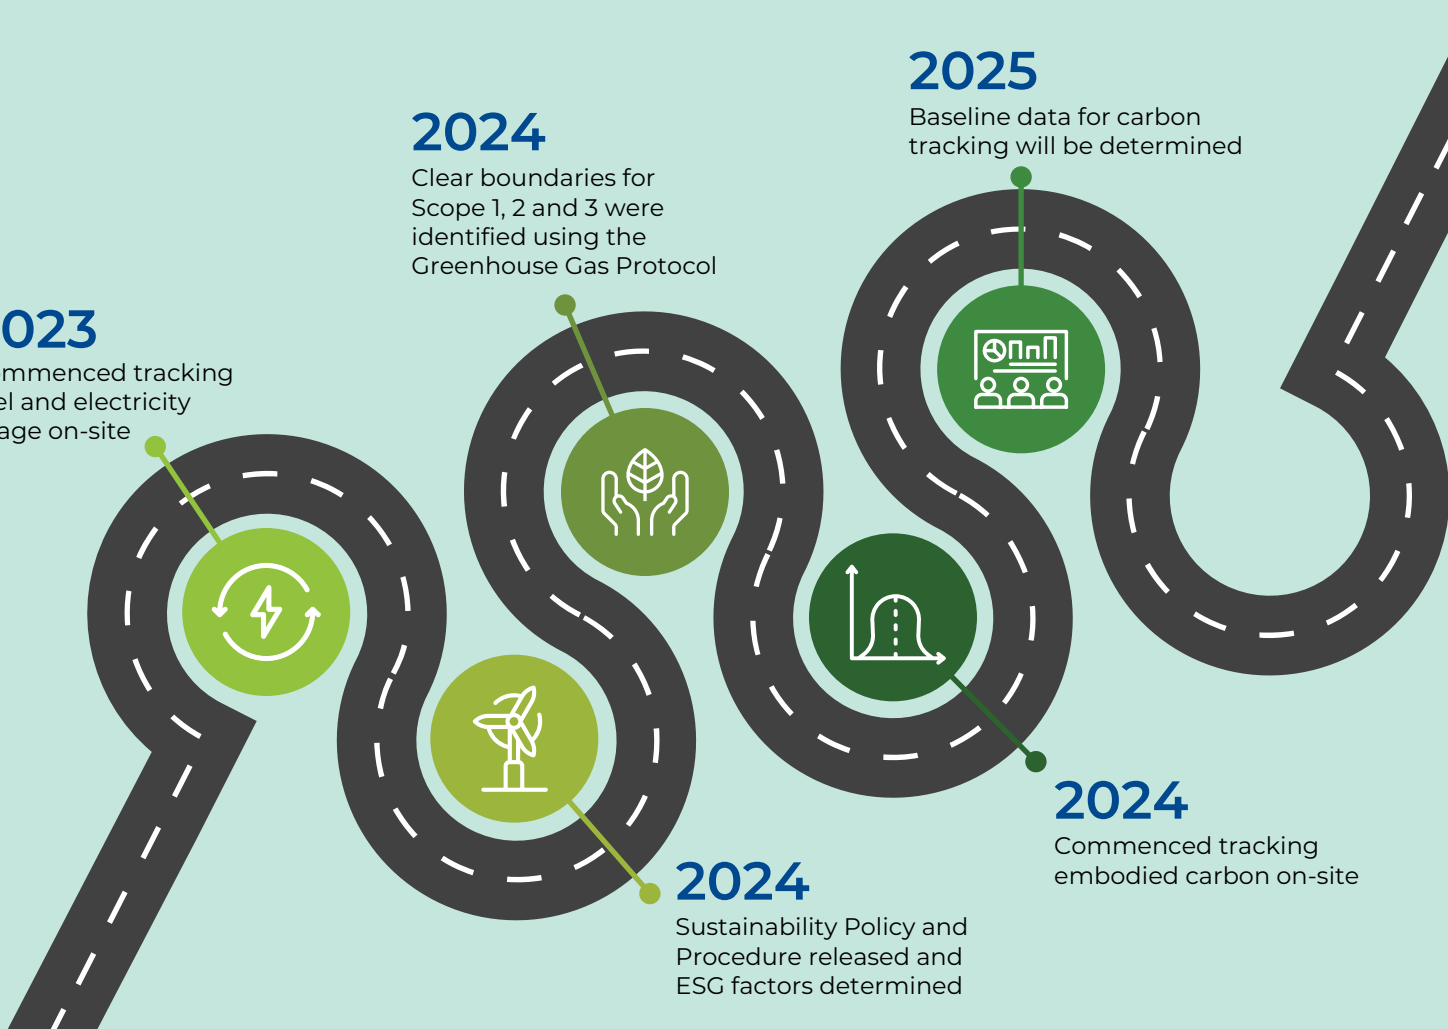 2025
Baseline data for carbon
tracking will be determined
2024
Clear boundaries for
Scope 1, 2 and 3 were
identified using the
Greenhouse Gas Protocol
023
ommenced tracking
el and electricity
age on-site
2024
Commenced tracking
embodied carbon on-site
2024
Sustainability Policy and
Procedure released and
ESG factors determined